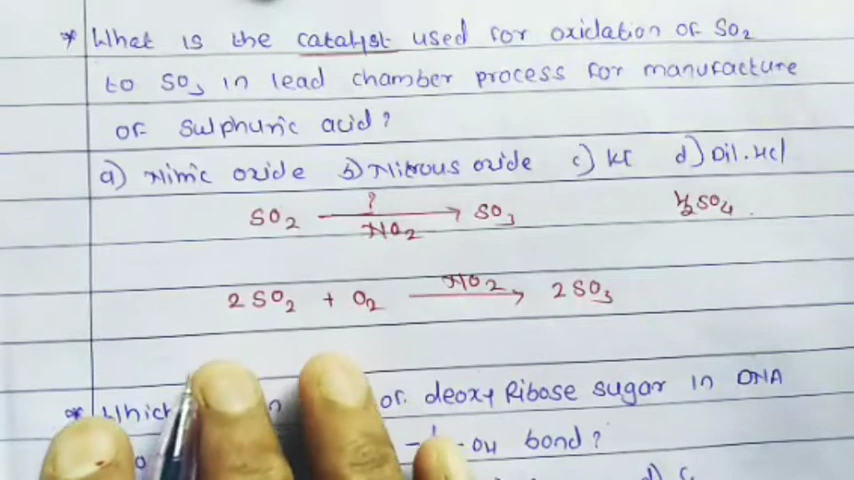 * What is the catalyst used for oxidation of SO2
to SO3 in lead chamber process for manufacture
of sulphuric acid?
a) Nimic oxide b) Nitrous oxide c) KI d) Dil. Hcl
SO2 ? NO2 → SO3 H2SO4
2SO2 + O2 NO2 → 2SO3
* Which of deoxy Ribose sugar in DNA
-OH bond?
d) C